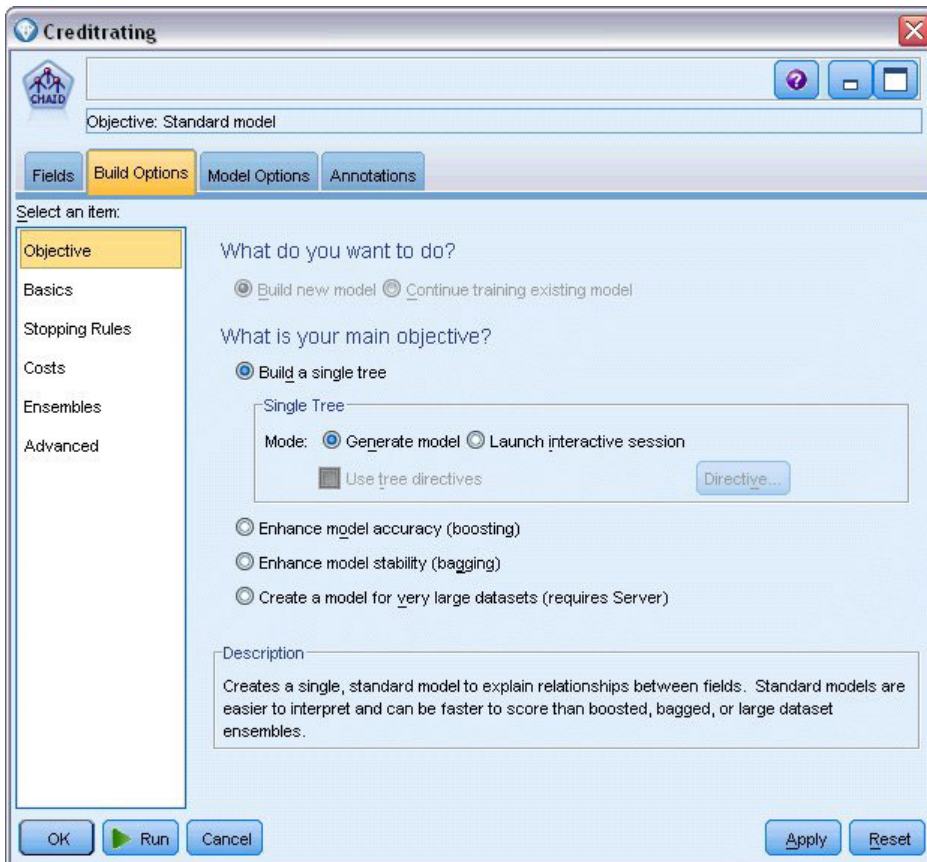 Creditrating
CHAID
Objective: Standard model
Fields Build Options Model Options Annotations
Select an item:
Objective
Basics
Stopping Rules
Costs
Ensembles
Advanced
What do you want to do?
Build new model Continue training existing model
What is your main objective?
Build a single tree
Single Tree
Mode: Generate model Launch interactive session
Use tree directives Directive...
Enhance model accuracy (boosting)
Enhance model stability (bagging)
Create a model for very large datasets (requires Server)
Description
Creates a single, standard model to explain relationships between fields. Standard models are
easier to interpret and can be faster to score than boosted, bagged, or large dataset
ensembles.
OK Run Cancel Apply Reset